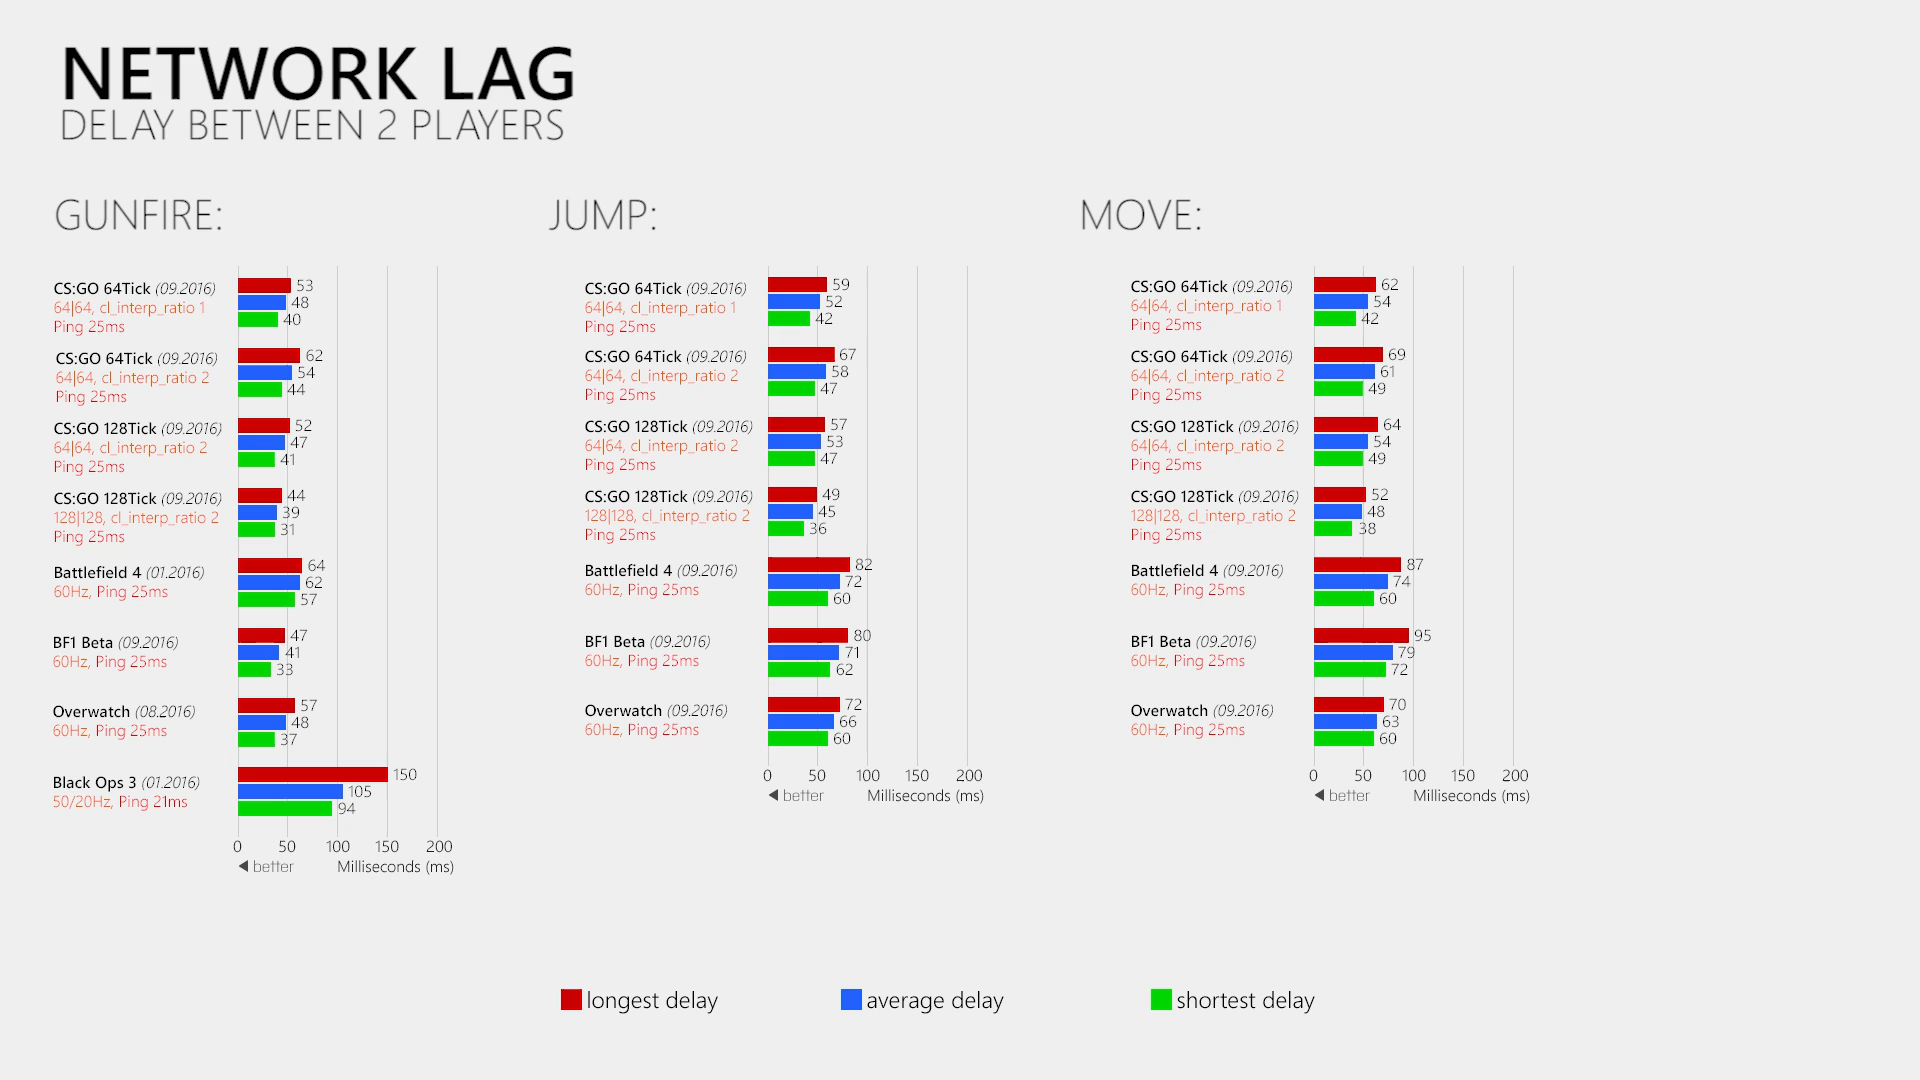 NETWORK LAG
DELAY BETWEEN 2 PLAYERS
GUNFIRE:
CS:GO 64Tick (09.2016)
64|64, cl_interp_ratio 1
Ping 25ms
53
48
40
CS:GO 64Tick (09.2016)
64|64, cl_interp_ratio 2
Ping 25ms
62
54
44
CS:GO 128Tick (09.2016)
64|64, cl_interp_ratio 2
Ping 25ms
52
47
41
CS:GO 128Tick (09.2016)
128|128, cl_interp_ratio 2
Ping 25ms
44
39
31
Battlefield 4 (01.2016)
60Hz, Ping 25ms
64
62
57
BF1 Beta (09.2016)
60Hz, Ping 25ms
47
41
33
Overwatch (08.2016)
60Hz, Ping 25ms
57
48
37
Black Ops 3 (01.2016)
50/20Hz, Ping 21ms
150
105
94
0 50 100 150 200
better Milliseconds (ms)
JUMP:
CS:GO 64Tick (09.2016)
64|64, cl_interp_ratio 1
Ping 25ms
59
52
42
CS:GO 64Tick (09.2016)
64|64, cl_interp_ratio 2
Ping 25ms
67
58
47
CS:GO 128Tick (09.2016)
64|64, cl_interp_ratio 2
Ping 25ms
57
53
47
CS:GO 128Tick (09.2016)
128|128, cl_interp_ratio 2
Ping 25ms
49
45
36
Battlefield 4 (09.2016)
60Hz, Ping 25ms
82
72
60
BF1 Beta (09.2016)
60Hz, Ping 25ms
80
71
62
Overwatch (09.2016)
60Hz, Ping 25ms
72
66
60
0 50 100 150 200
better Milliseconds (ms)
MOVE:
CS:GO 64Tick (09.2016)
64|64, cl_interp_ratio 1
Ping 25ms
62
54
42
CS:GO 64Tick (09.2016)
64|64, cl_interp_ratio 2
Ping 25ms
69
61
49
CS:GO 128Tick (09.2016)
64|64, cl_interp_ratio 2
Ping 25ms
64
54
49
CS:GO 128Tick (09.2016)
128|128, cl_interp_ratio 2
Ping 25ms
52
48
38
Battlefield 4 (09.2016)
60Hz, Ping 25ms
87
74
60
BF1 Beta (09.2016)
60Hz, Ping 25ms
95
79
72
Overwatch (09.2016)
60Hz, Ping 25ms
70
63
60
0 50 100 150 200
better Milliseconds (ms)
longest delay
average delay
shortest delay